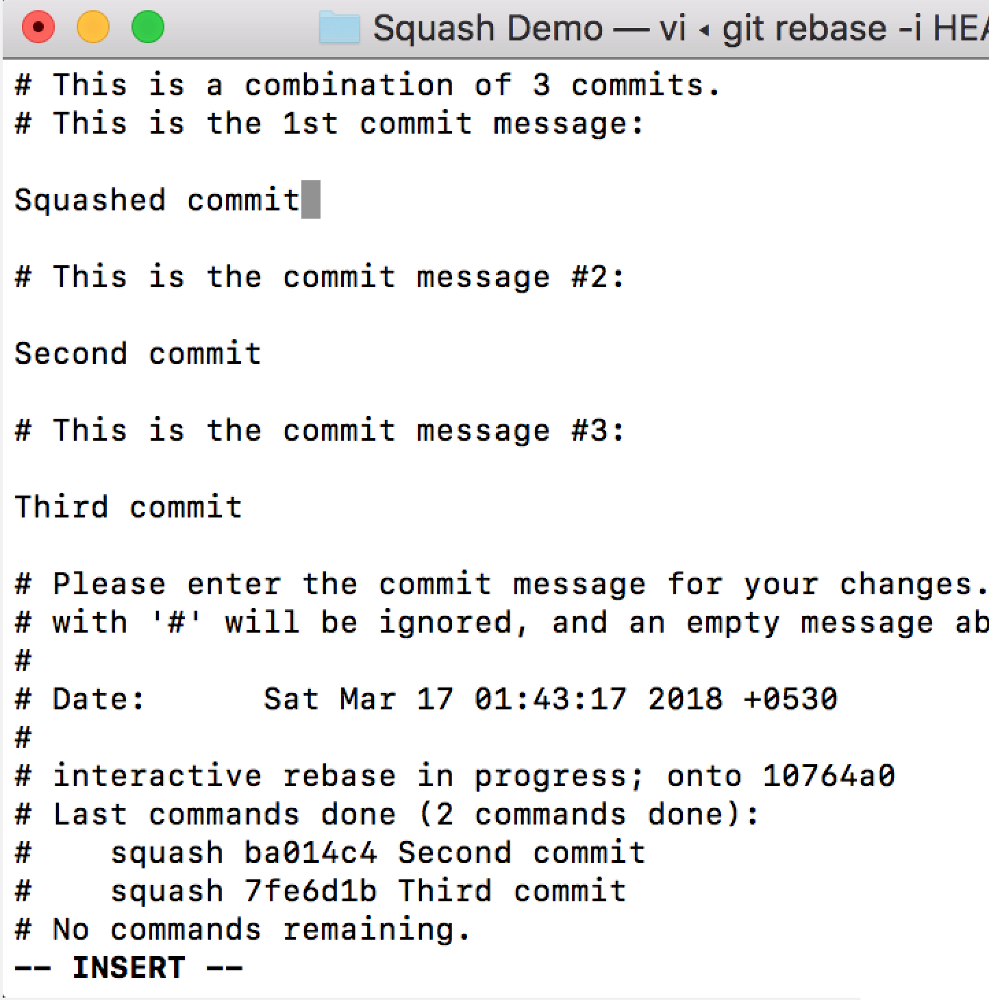 Squash Demo — vi ◂ git rebase -i HEA
# This is a combination of 3 commits.
# This is the 1st commit message:
Squashed commit
# This is the commit message #2:
Second commit
# This is the commit message #3:
Third commit
# Please enter the commit message for your changes.
# with '#' will be ignored, and an empty message ab
#
# Date:      Sat Mar 17 01:43:17 2018 +0530
#
# interactive rebase in progress; onto 10764a0
# Last commands done (2 commands done):
#    squash ba014c4 Second commit
#    squash 7fe6d1b Third commit
# No commands remaining.
-- INSERT --